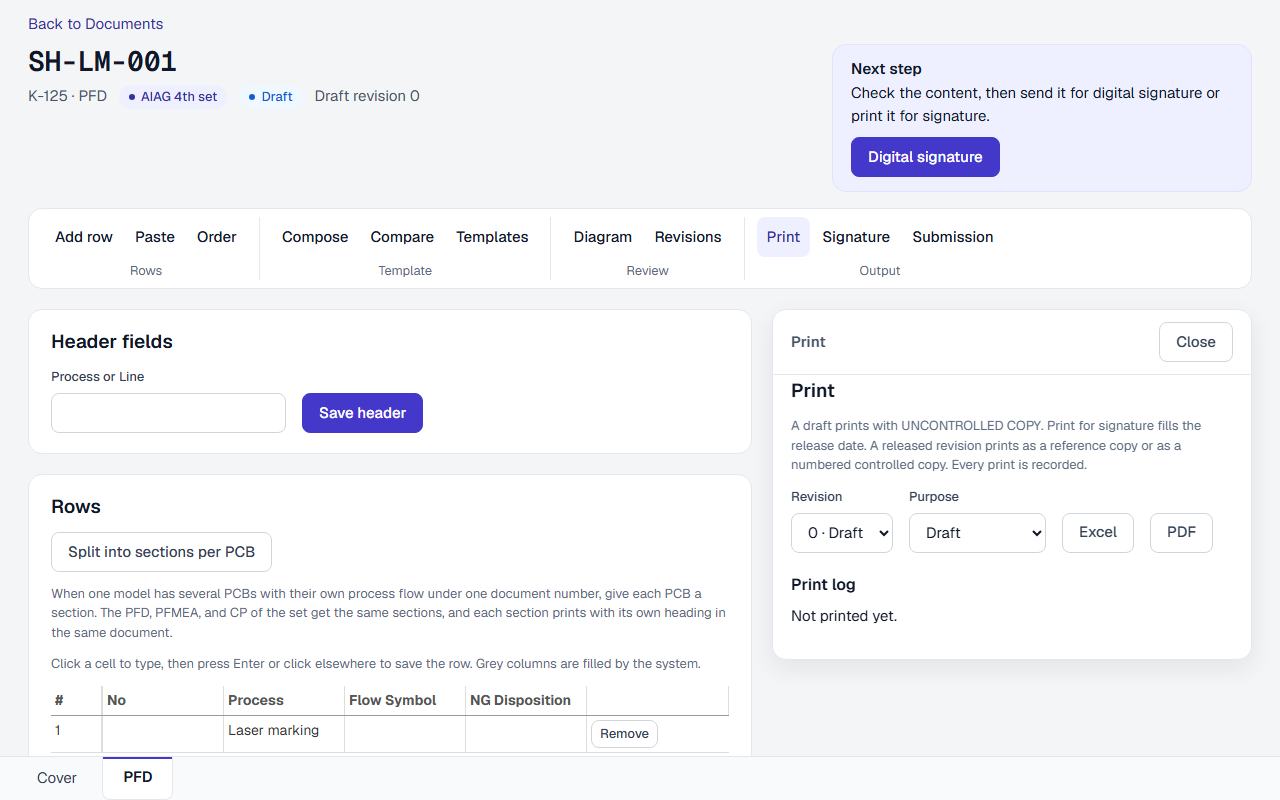 Back to Documents
SH-LM-001
K-125 · PFD
AIAG 4th set
Draft
Draft revision 0
Next step
Check the content, then send it for digital signature or
print it for signature.
Digital signature
Add row
Paste
Order
Rows
Compose
Compare
Templates
Template
Diagram
Revisions
Review
Print
Signature
Submission
Output
Header fields
Process or Line
Save header
Rows
Split into sections per PCB
When one model has several PCBs with their own process flow under one document number, give each PCB a
section. The PFD, PFMEA, and CP of the set get the same sections, and each section prints with its own heading in
the same document.
Click a cell to type, then press Enter or click elsewhere to save the row. Grey columns are filled by the system.
# No Process Flow Symbol NG Disposition
1 Laser marking Remove
Print
Close
Print
A draft prints with UNCONTROLLED COPY. Print for signature fills the
release date. A released revision prints as a reference copy or as a
numbered controlled copy. Every print is recorded.
Revision Purpose
0 · Draft Draft Excel PDF
Print log
Not printed yet.
Cover PFD